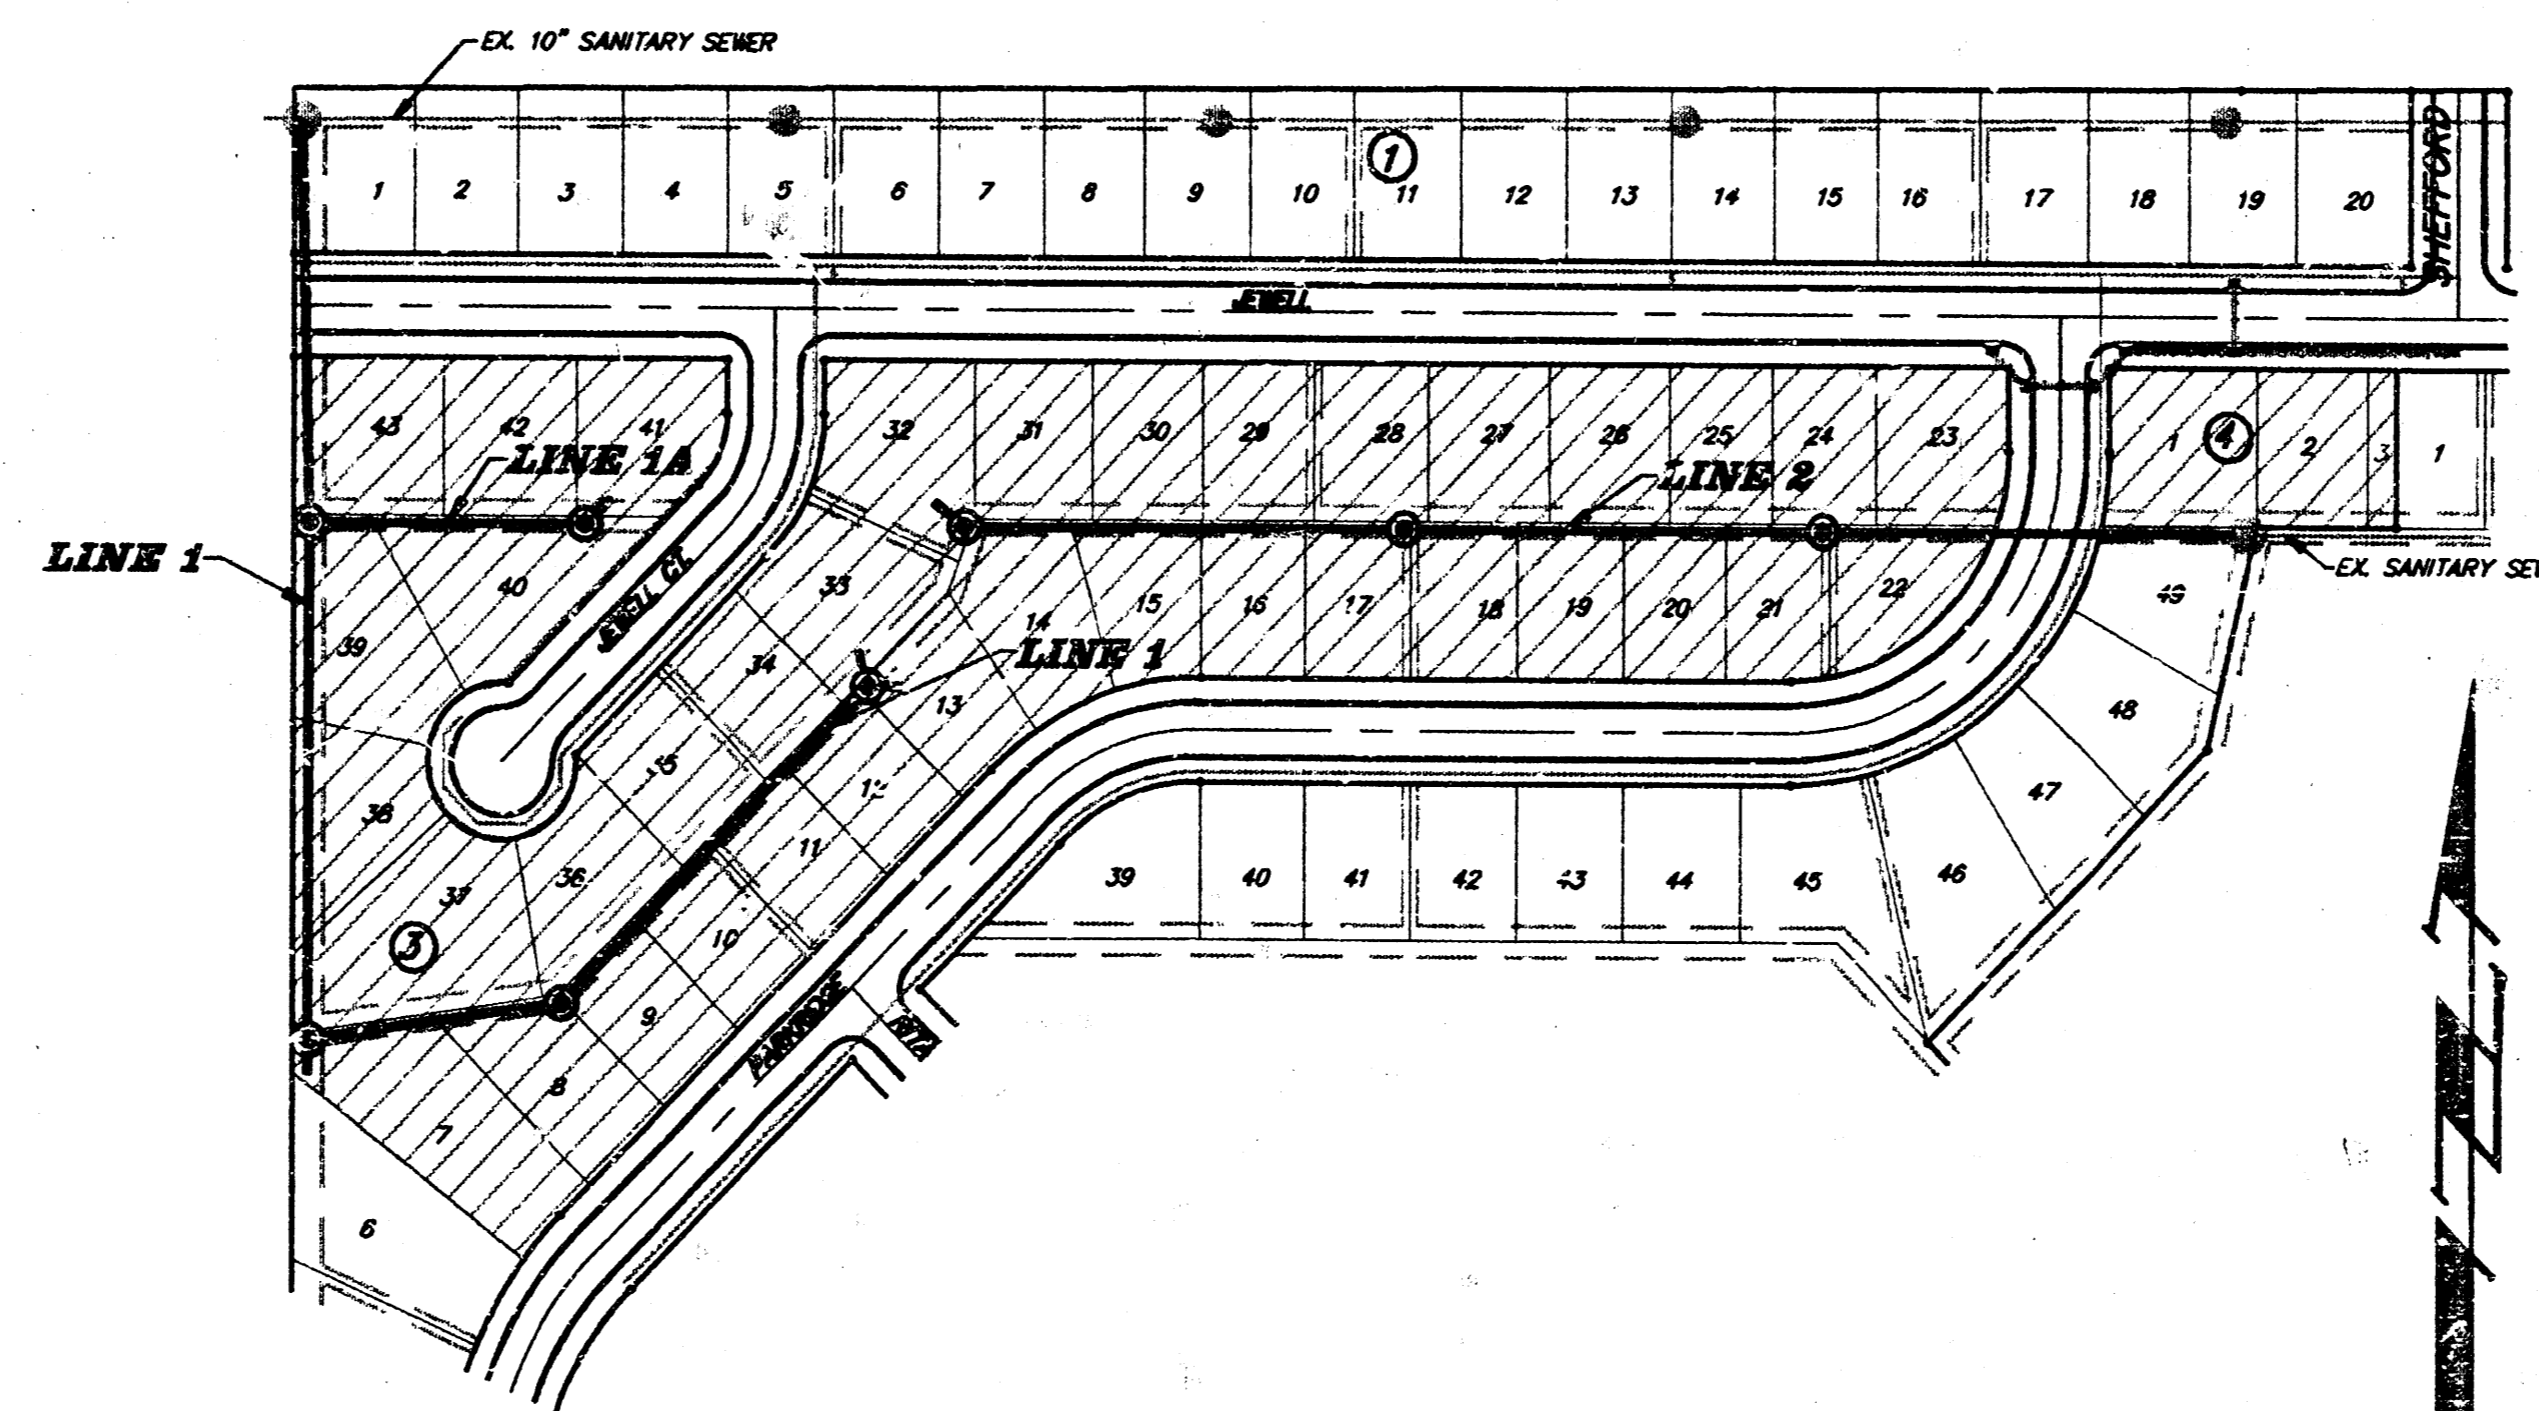 EX. 10" SANITARY SEWER
1 2 3 4 5 6 7 8 9 10 11 12 13 14 15 16 17 18 19 20
1
SHEFFORD
JEWELL
43 42 41 32 31 30 29 28 27 26 25 24 23 1 4 2 3 1
LINE 1A
LINE 2
LINE 1
EX. SANITARY SE
40 33 14 15 16 17 18 19 20 21 22 49
JEWELL CT.
39 34 LINE 1
13 48
35 12 47
38 11
37 36 39 40 41 42 43 44 45 46
3 10
9 PARKRIDGE RITA
8
7
6